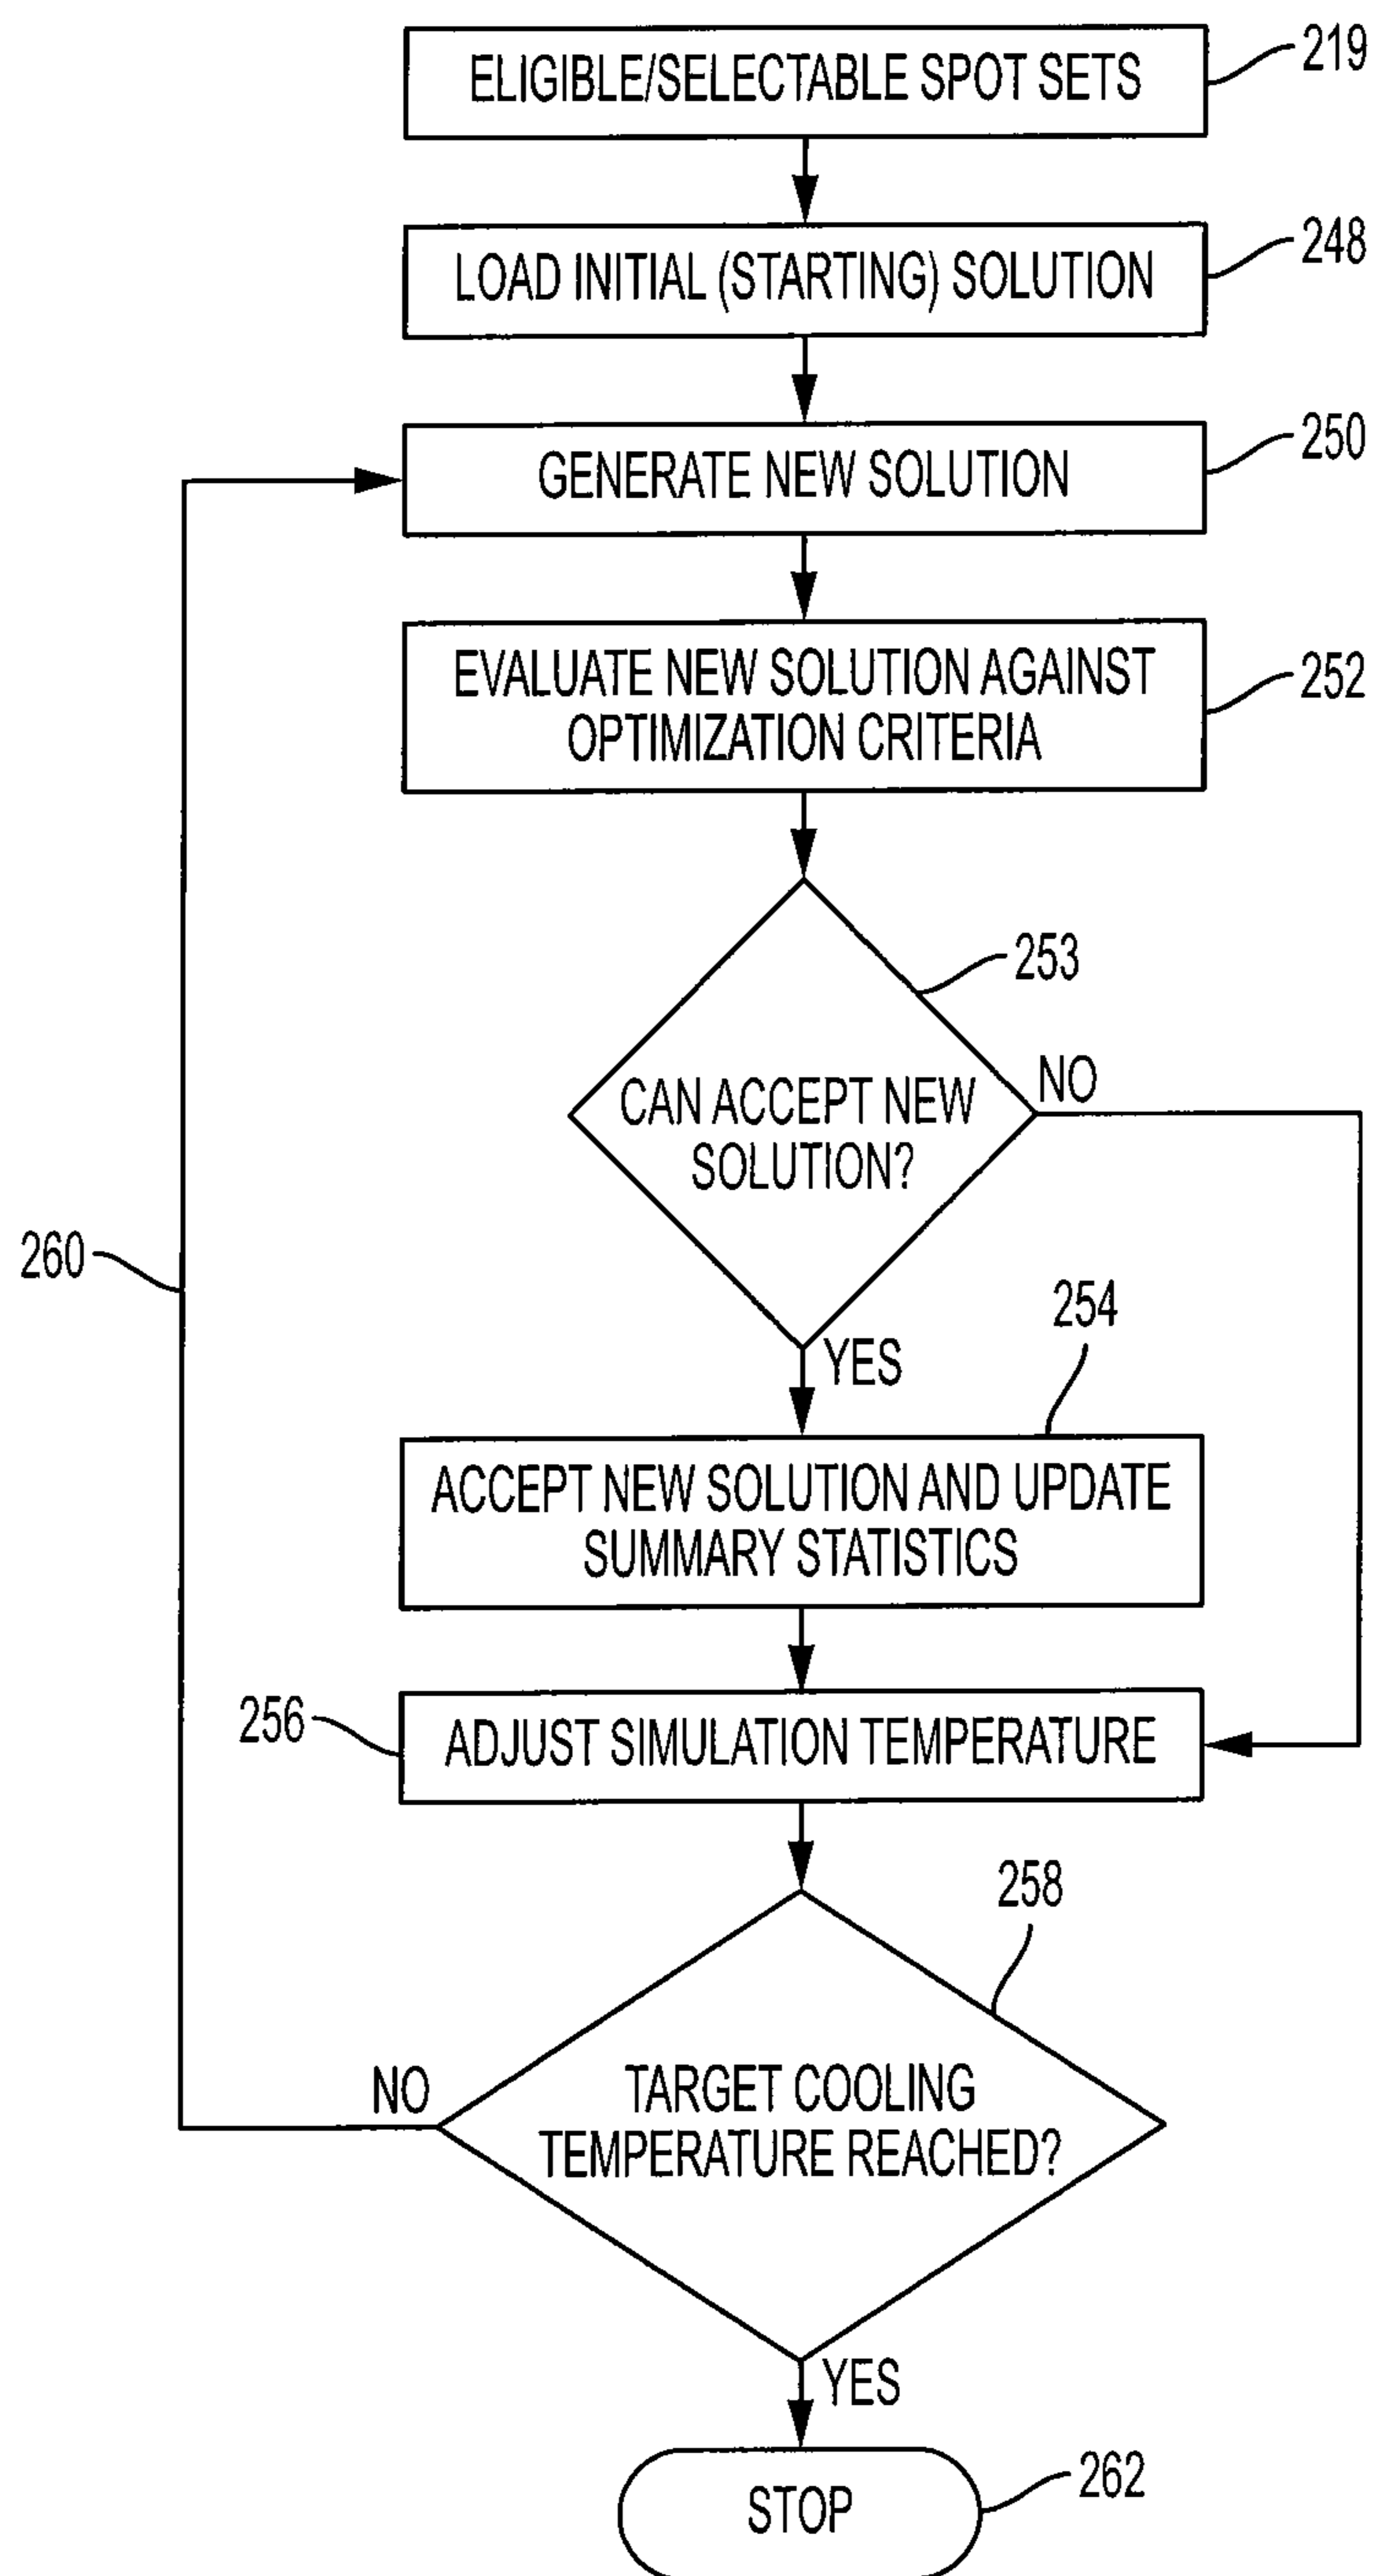 ELIGIBLE/SELECTABLE SPOT SETS
219
LOAD INITIAL (STARTING) SOLUTION
248
GENERATE NEW SOLUTION
250
EVALUATE NEW SOLUTION AGAINST
OPTIMIZATION CRITERIA
252
253
CAN ACCEPT NEW
SOLUTION?
NO
260
YES
254
ACCEPT NEW SOLUTION AND UPDATE
SUMMARY STATISTICS
256
ADJUST SIMULATION TEMPERATURE
258
NO
TARGET COOLING
TEMPERATURE REACHED?
YES
STOP
262